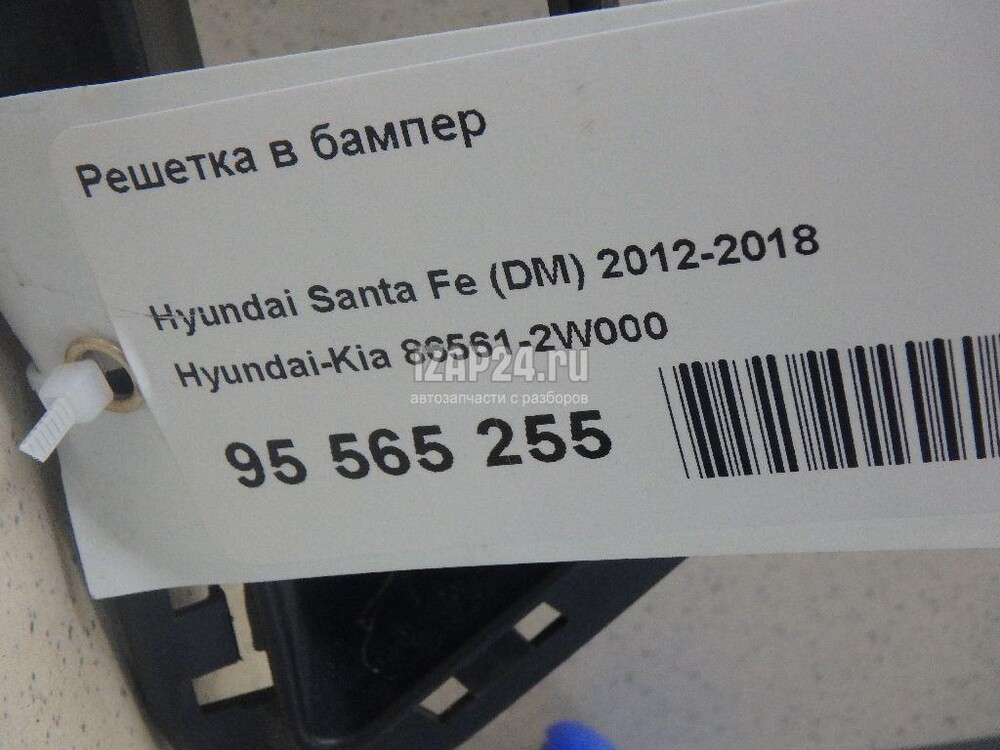 Решетка в бампер
Hyundai Santa Fe (DM) 2012-2018
Hyundai-Kia 86561-2W000
IZAP24.ru
автозапчасти с разборов
95 565 255